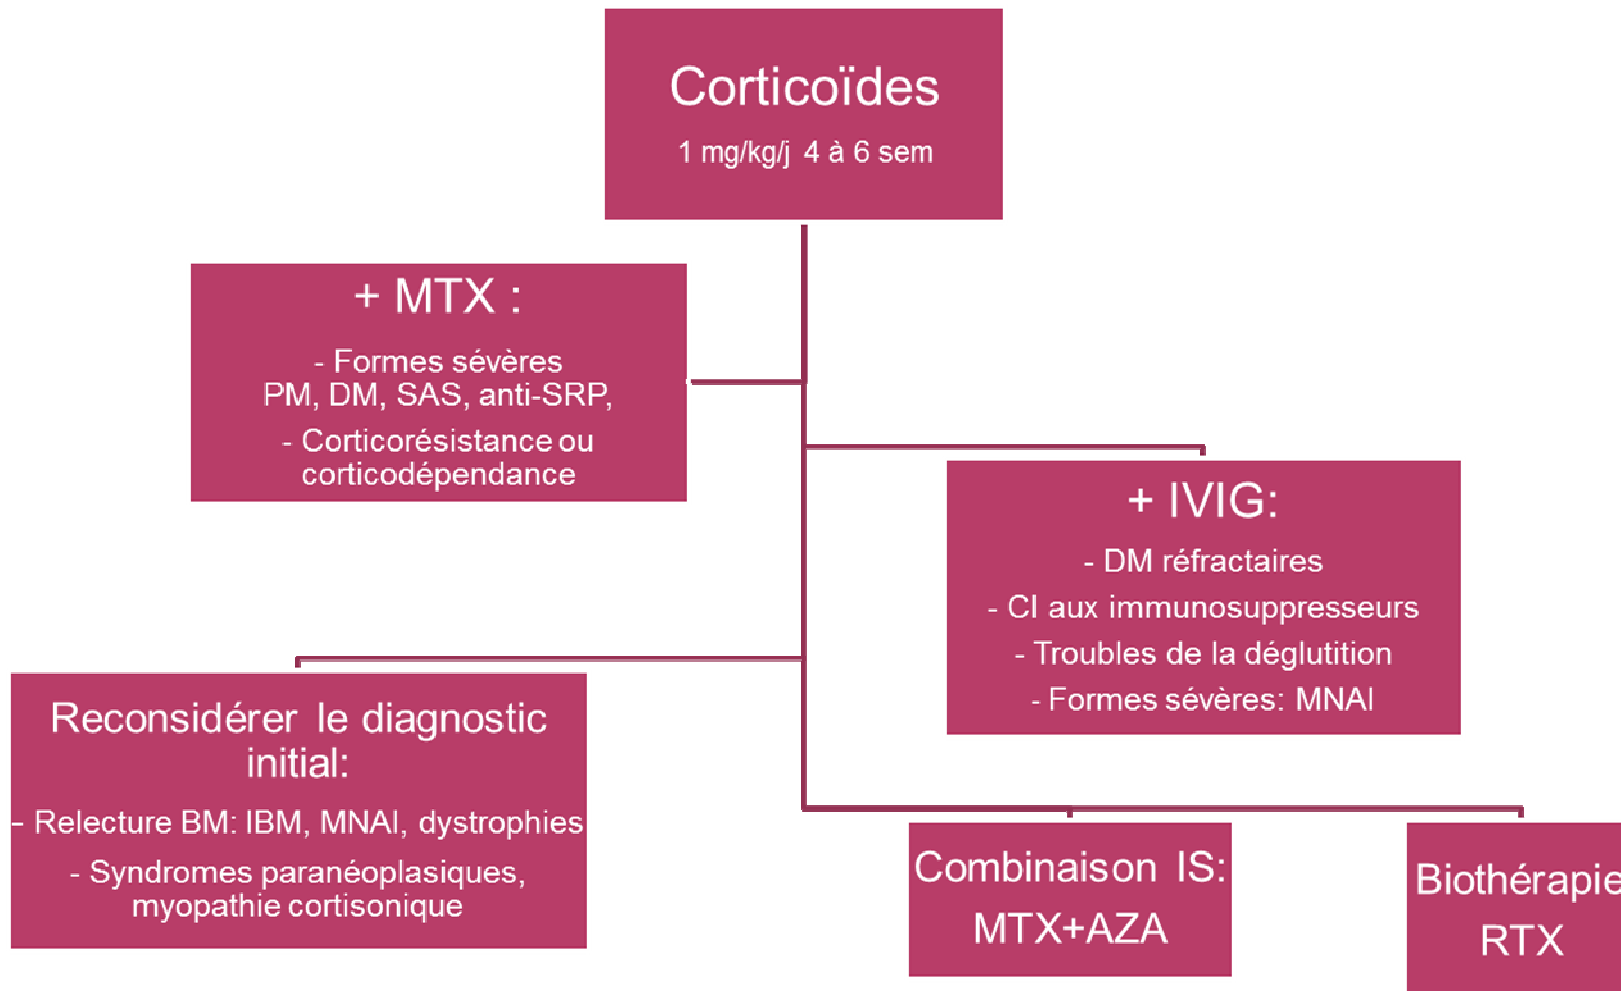 Corticoïdes
1 mg/kg/j 4 à 6 sem
+ MTX :
- Formes sévères
PM, DM, SAS, anti-SRP,
- Corticorésistance ou
corticodépendance
+ IVIG:
- DM réfractaires
- CI aux immunosuppresseurs
- Troubles de la déglutition
- Formes sévères: MNAI
Reconsidérer le diagnostic
initial:
- Relecture BM: IBM, MNAI, dystrophies
- Syndromes paranéoplasiques,
myopathie cortisonique
Combinaison IS:
MTX+AZA
Biothérapie
RTX